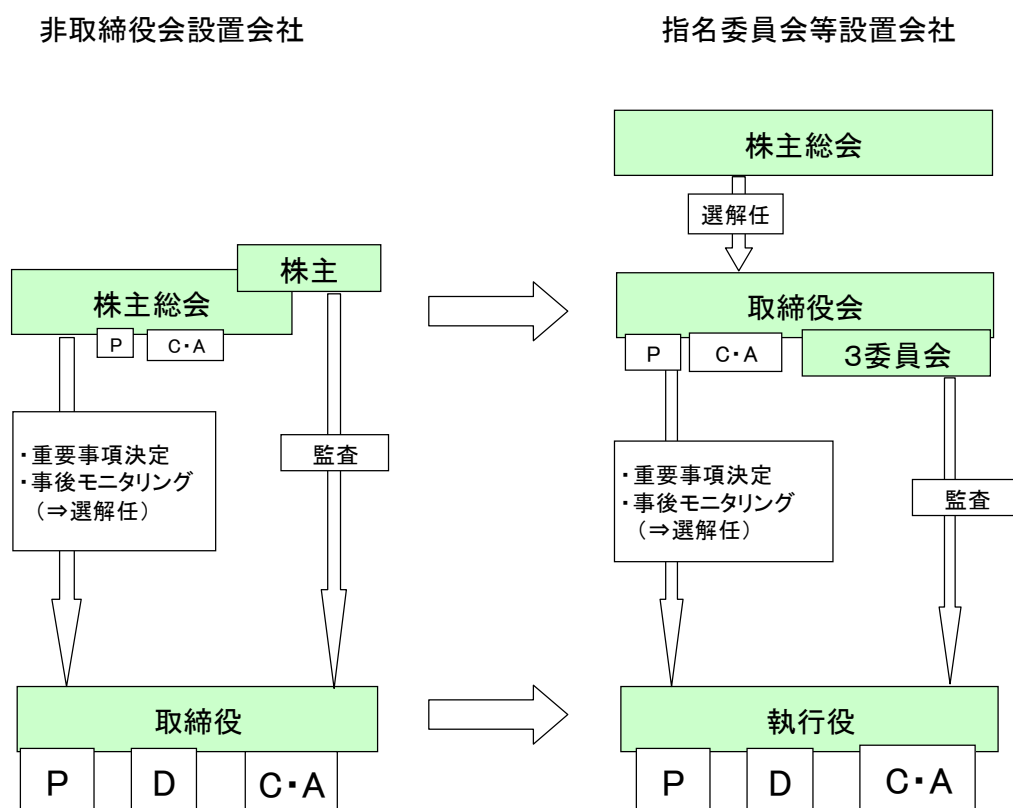 非取締役会設置会社
株主
株主総会
P
C・A
・重要事項決定
・事後モニタリング
（⇒選解任）
監査
取締役
P
D
C・A
指名委員会等設置会社
株主総会
選解任
取締役会
P
C・A
３委員会
・重要事項決定
・事後モニタリング
（⇒選解任）
監査
執行役
P
D
C・A